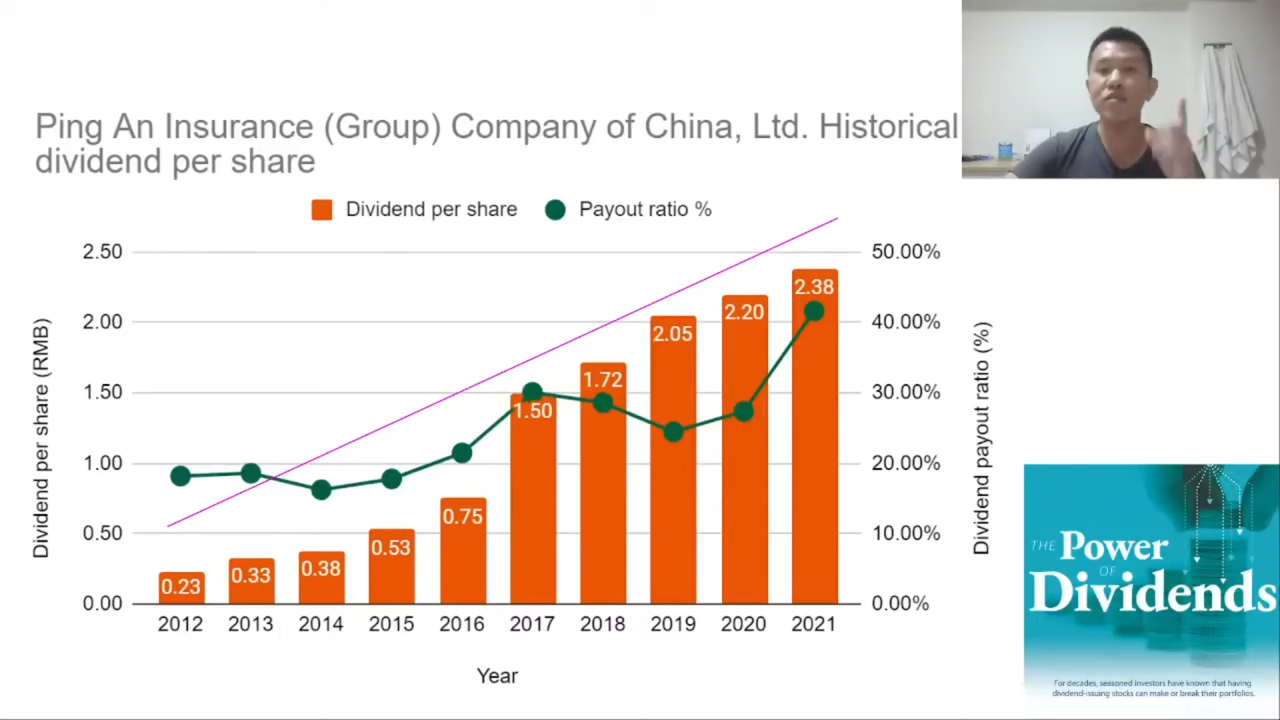 Ping An Insurance (Group) Company of China, Ltd. Historical
dividend per share
Dividend per share
Payout ratio %
2.50
2.00
1.50
1.00
0.50
0.00
Dividend per share (RMB)
50.00%
40.00%
30.00%
20.00%
10.00%
0.00%
Dividend payout ratio (%)
0.23
0.33
0.38
0.53
0.75
1.50
1.72
2.05
2.20
2.38
2012 2013 2014 2015 2016 2017 2018 2019 2020 2021
Year
THE Power
OF
Dividends
For decades, seasoned investors have known that having
dividend-issuing stocks can make or break their portfolios.